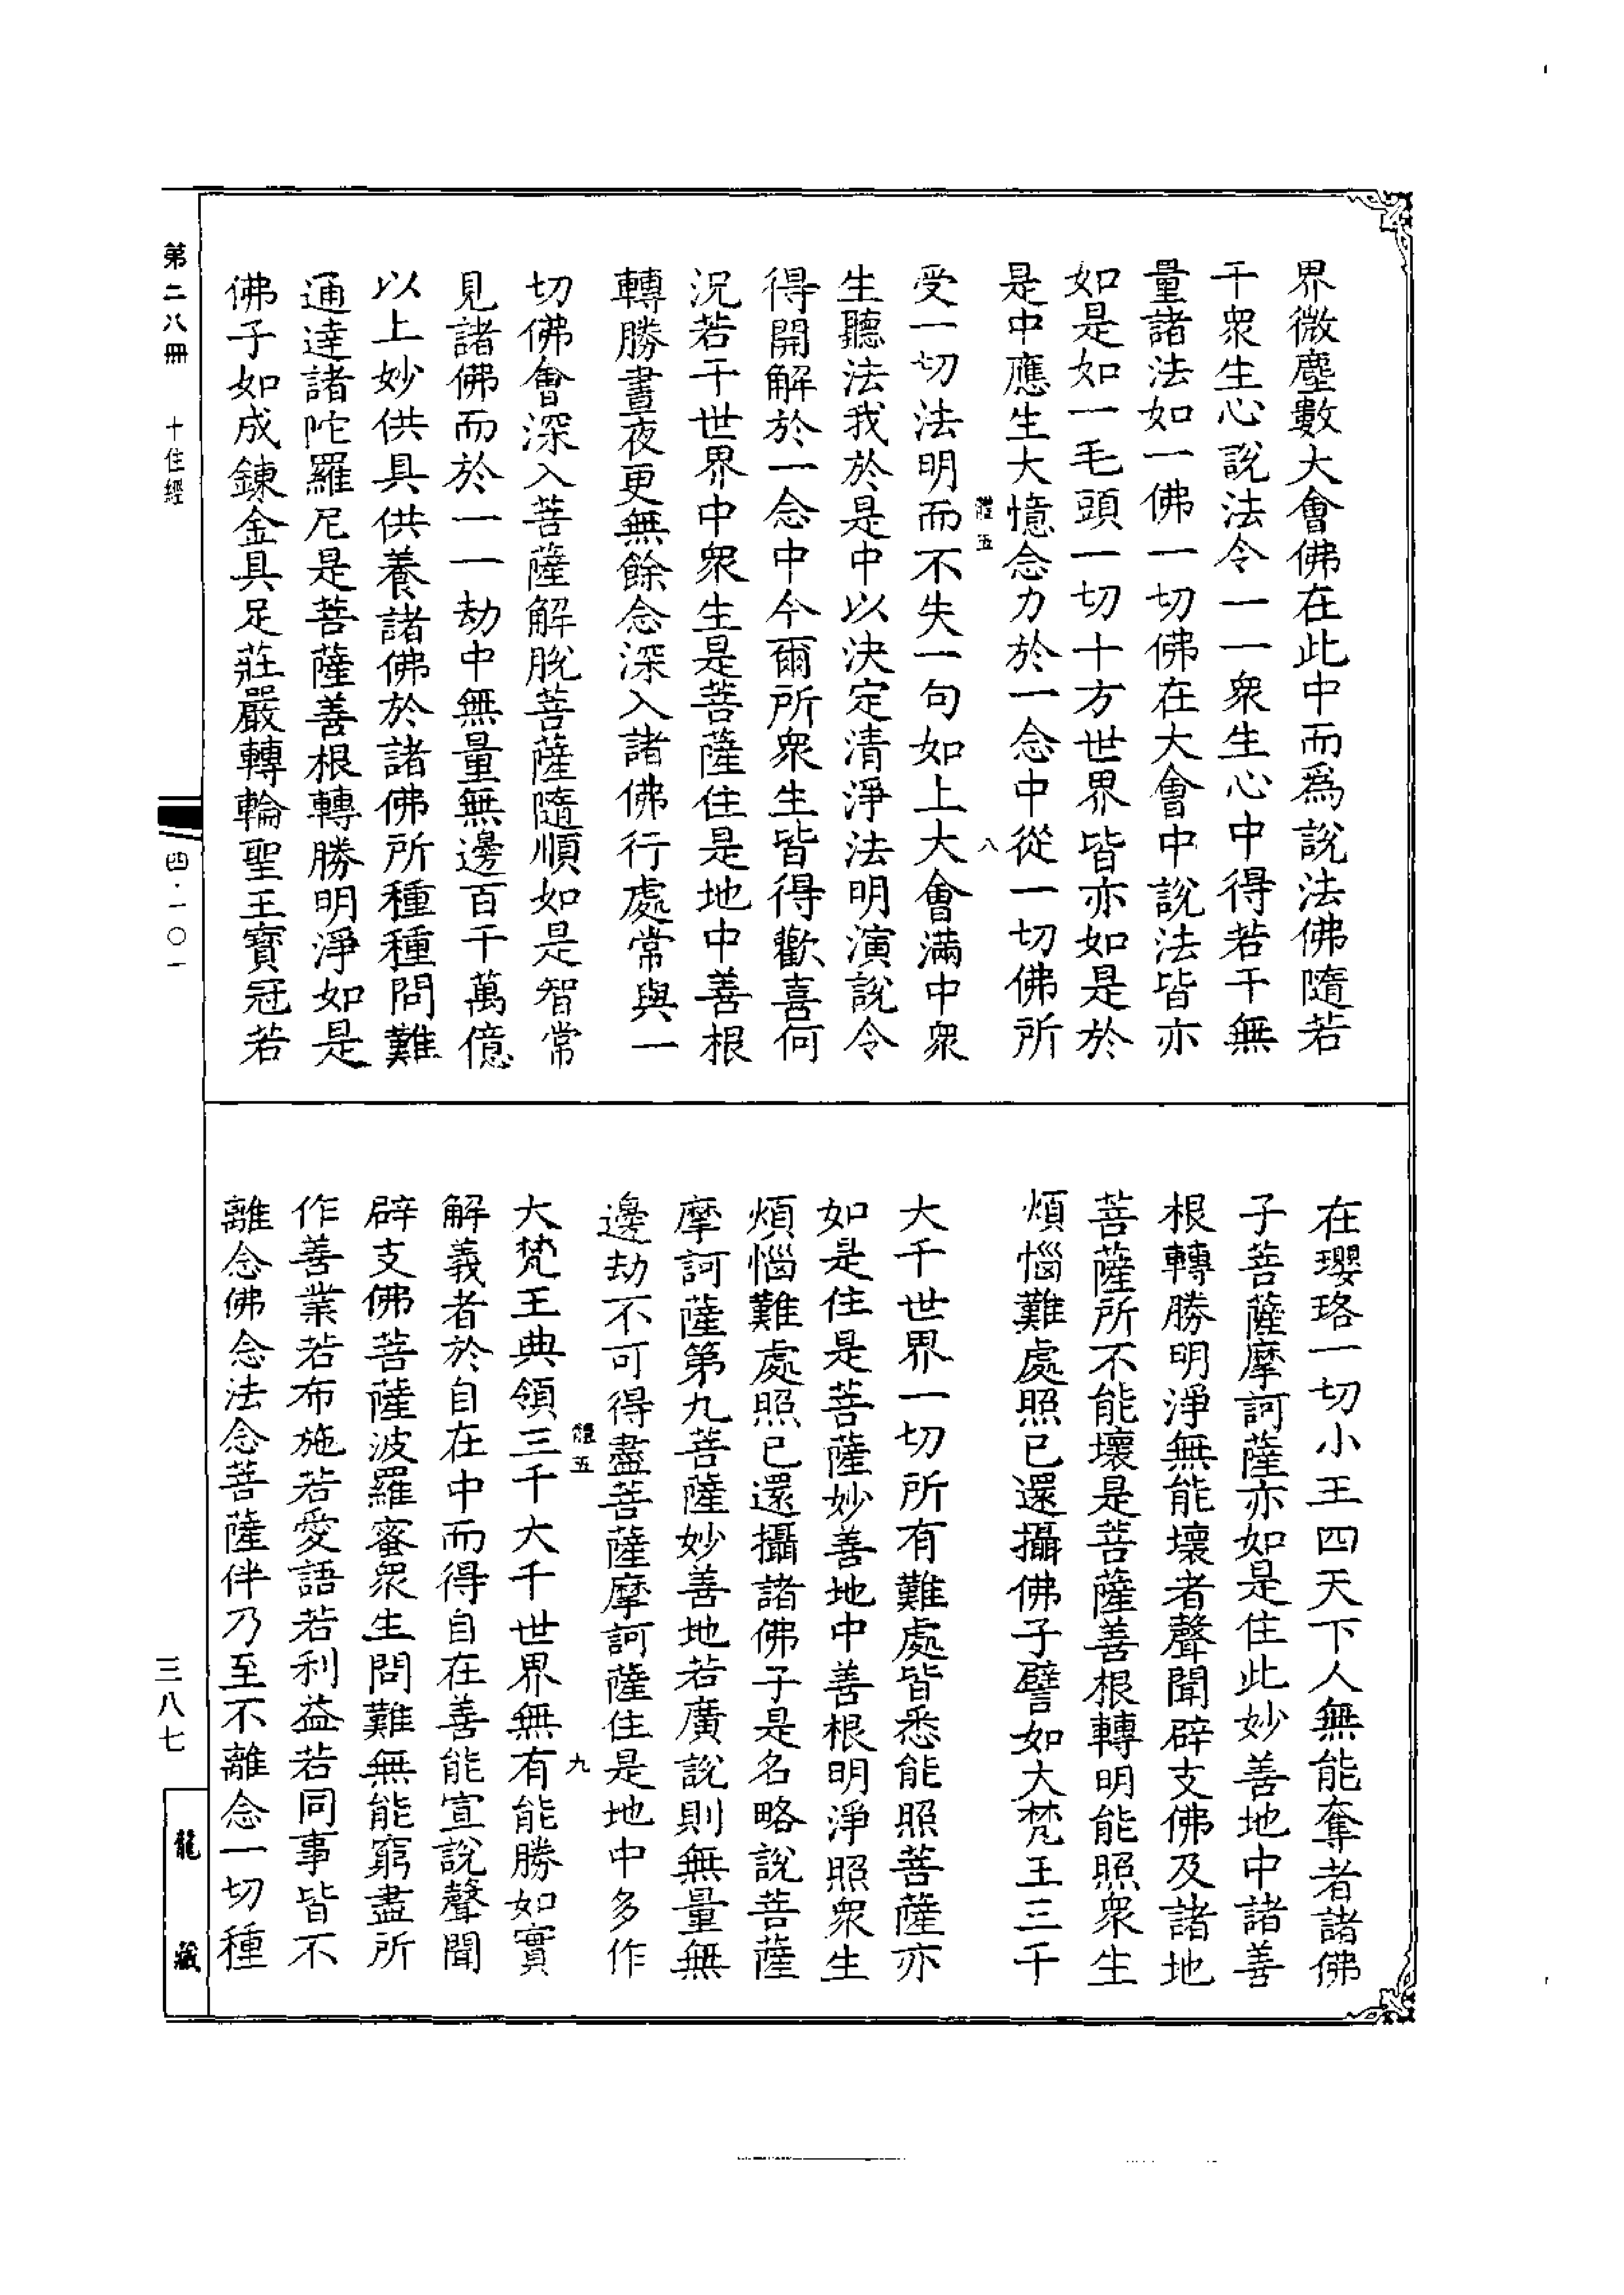 界微塵數大會佛在此中而為說法佛隨若
干衆生心說法令一一衆生心中得若干無
量諸法如一佛一切佛在大會中說法皆亦
如是如一毛頭一切十方世界皆亦如是於
是中應生大憶念力於一念中從一切佛所
體五 八
受一切法明而不失一句如上大會滿中衆
生聽法我於是中以決定清淨法明演說令
得開解於一念中令爾所衆生皆得歡喜何
況若干世界中衆生是菩薩住是地中善根
轉勝晝夜更無餘念深入諸佛行處常與一
切佛會深入菩薩解脫菩薩隨順如是智常
見諸佛而於一一劫中無量無邊百千萬億
以上妙供具供養諸佛於諸佛所種種問難
通達諸陀羅尼是菩薩善根轉勝明淨如是
佛子如成鍊金具足莊嚴轉輪聖王寶冠若
在瓔珞一切小王四天下人無能奪者諸佛
子菩薩摩訶薩亦如是住此妙善地中諸善
根轉勝明淨無能壞者聲聞辟支佛及諸地
菩薩所不能壞是菩薩善根轉明能照衆生
煩惱難處照已還攝佛子譬如大梵王三千
大千世界一切所有難處皆悉能照菩薩亦
如是住是菩薩妙善地中善根明淨照衆生
煩惱難處照已還攝諸佛子是名略說菩薩
摩訶薩第九菩薩妙善地若廣說則無量無
邊劫不可得盡菩薩摩訶薩住是地中多作
體五 九
大梵王典領三千大千世界無有能勝如實
解義者於自在中而得自在善能宣說聲聞
辟支佛菩薩波羅蜜衆生問難無能窮盡所
作善業若布施若愛語若利益若同事皆不
離念佛念法念菩薩伴乃至不離念一切種
第二八冊 十住經
四·一〇一
三八七
龍藏